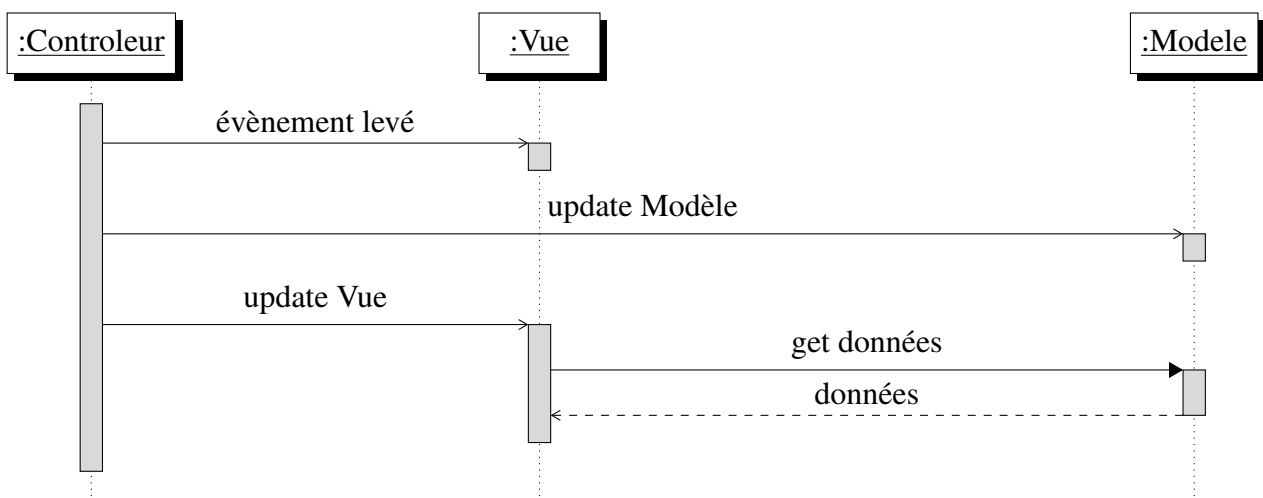 :Controleur
:Vue
:Modele
évènement levé
update Modèle
update Vue
get données
données